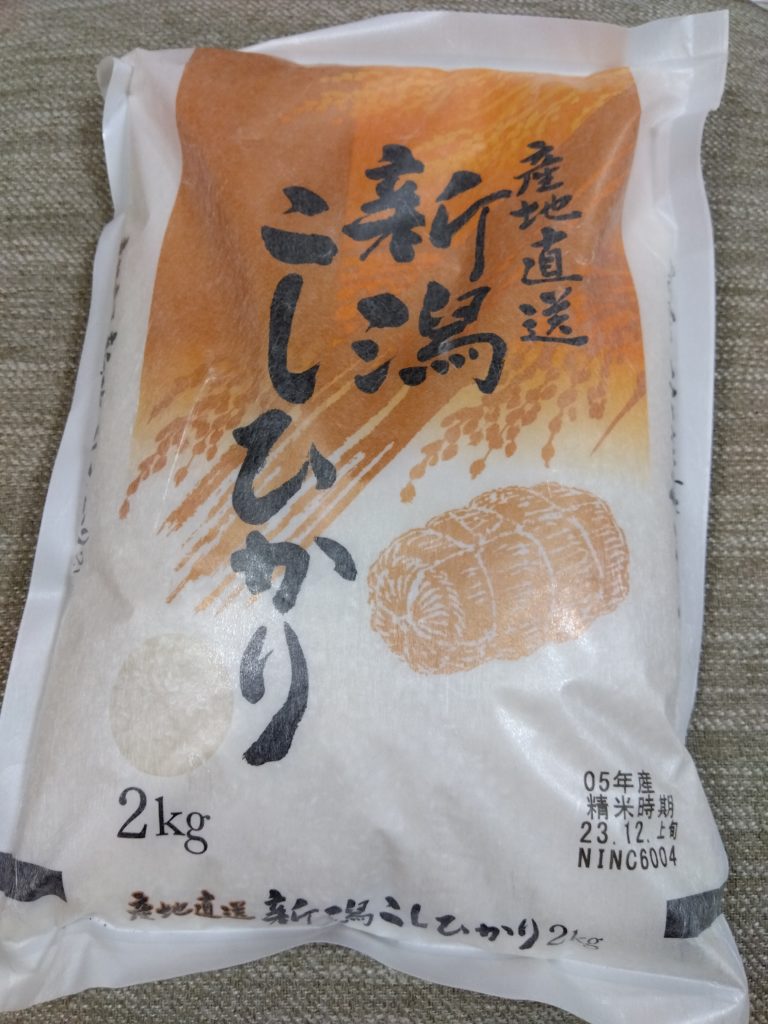 産地直送
新潟
こしひかり
2kg
05年産
精米時期
23.12.上旬
NINC6004
産地直送 新潟こしひかり 2kg